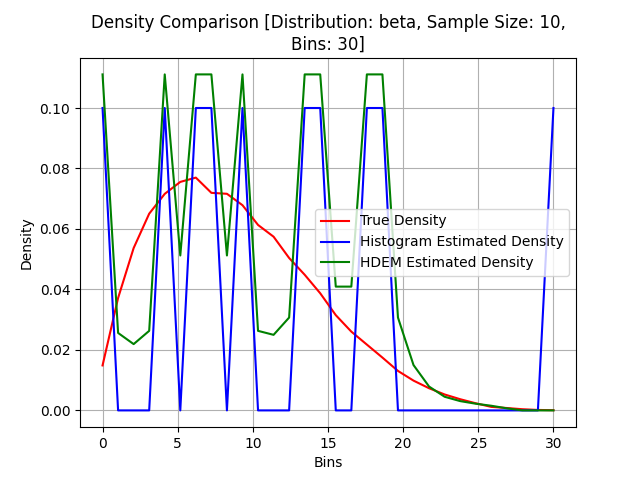 Density Comparison [Distribution: beta, Sample Size: 10,
Bins: 30]
Density
0.10
0.08
0.06
0.04
0.02
0.00
True Density
Histogram Estimated Density
HDEM Estimated Density
0 5 10 15 20 25 30
Bins